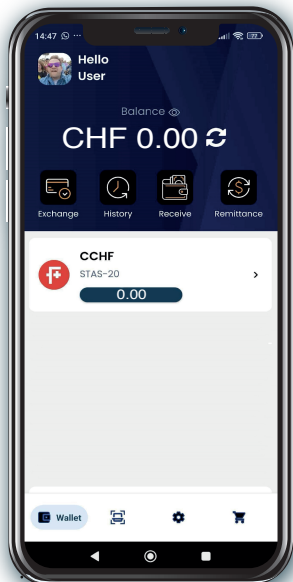 14:47
Hello
User
Balance
CHF 0.00
Exchange History Receive Remittance
CCHF
STAS-20
0.00
Wallet